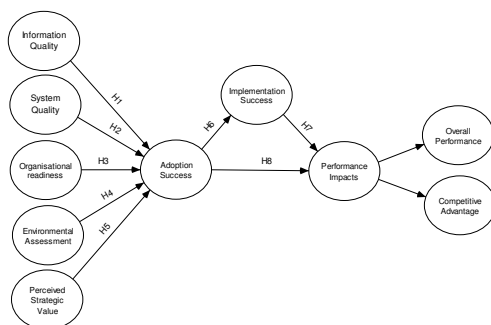 Information
Quality
H1
System
Quality
H2
Organisational
readiness
H3
Environmental
Assessment
H4
Perceived
Strategic
Value
H5
Adoption
Success
H6
Implementation
Success
H7
H8
Performance
Impacts
Overall
Performance
Competitive
Advantage